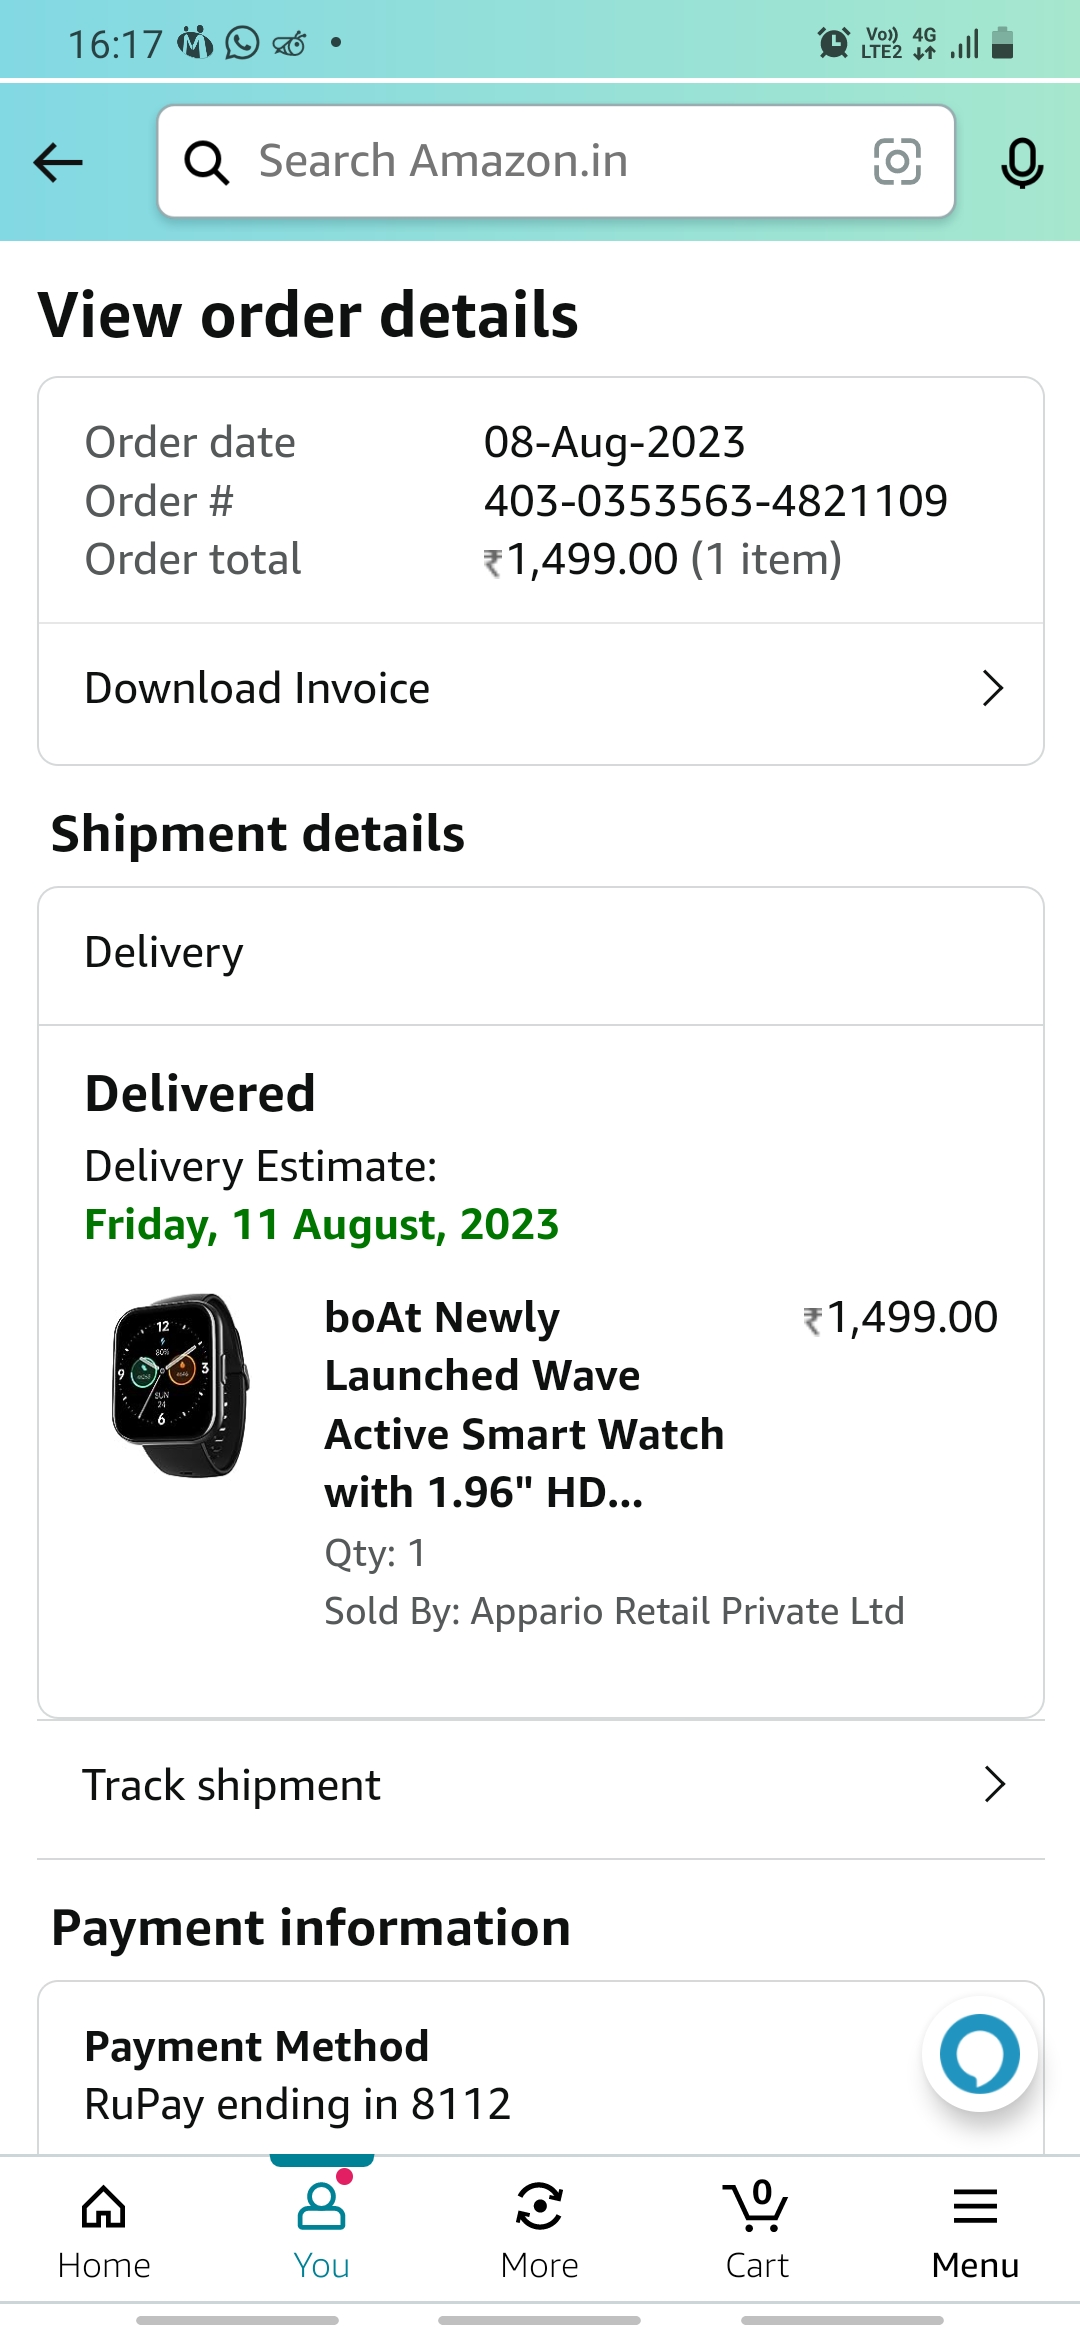 16:17
Vo)) LTE2 4G
Search Amazon.in
View order details
Order date 08-Aug-2023
Order # 403-0353563-4821109
Order total ₹1,499.00 (1 item)
Download Invoice
Shipment details
Delivery
Delivered
Delivery Estimate:
Friday, 11 August, 2023
12
80%
9 3
SUN
24
6
boAt Newly ₹1,499.00
Launched Wave
Active Smart Watch
with 1.96" HD...
Qty: 1
Sold By: Appario Retail Private Ltd
Track shipment
Payment information
Payment Method
RuPay ending in 8112
0
Home You More Cart Menu